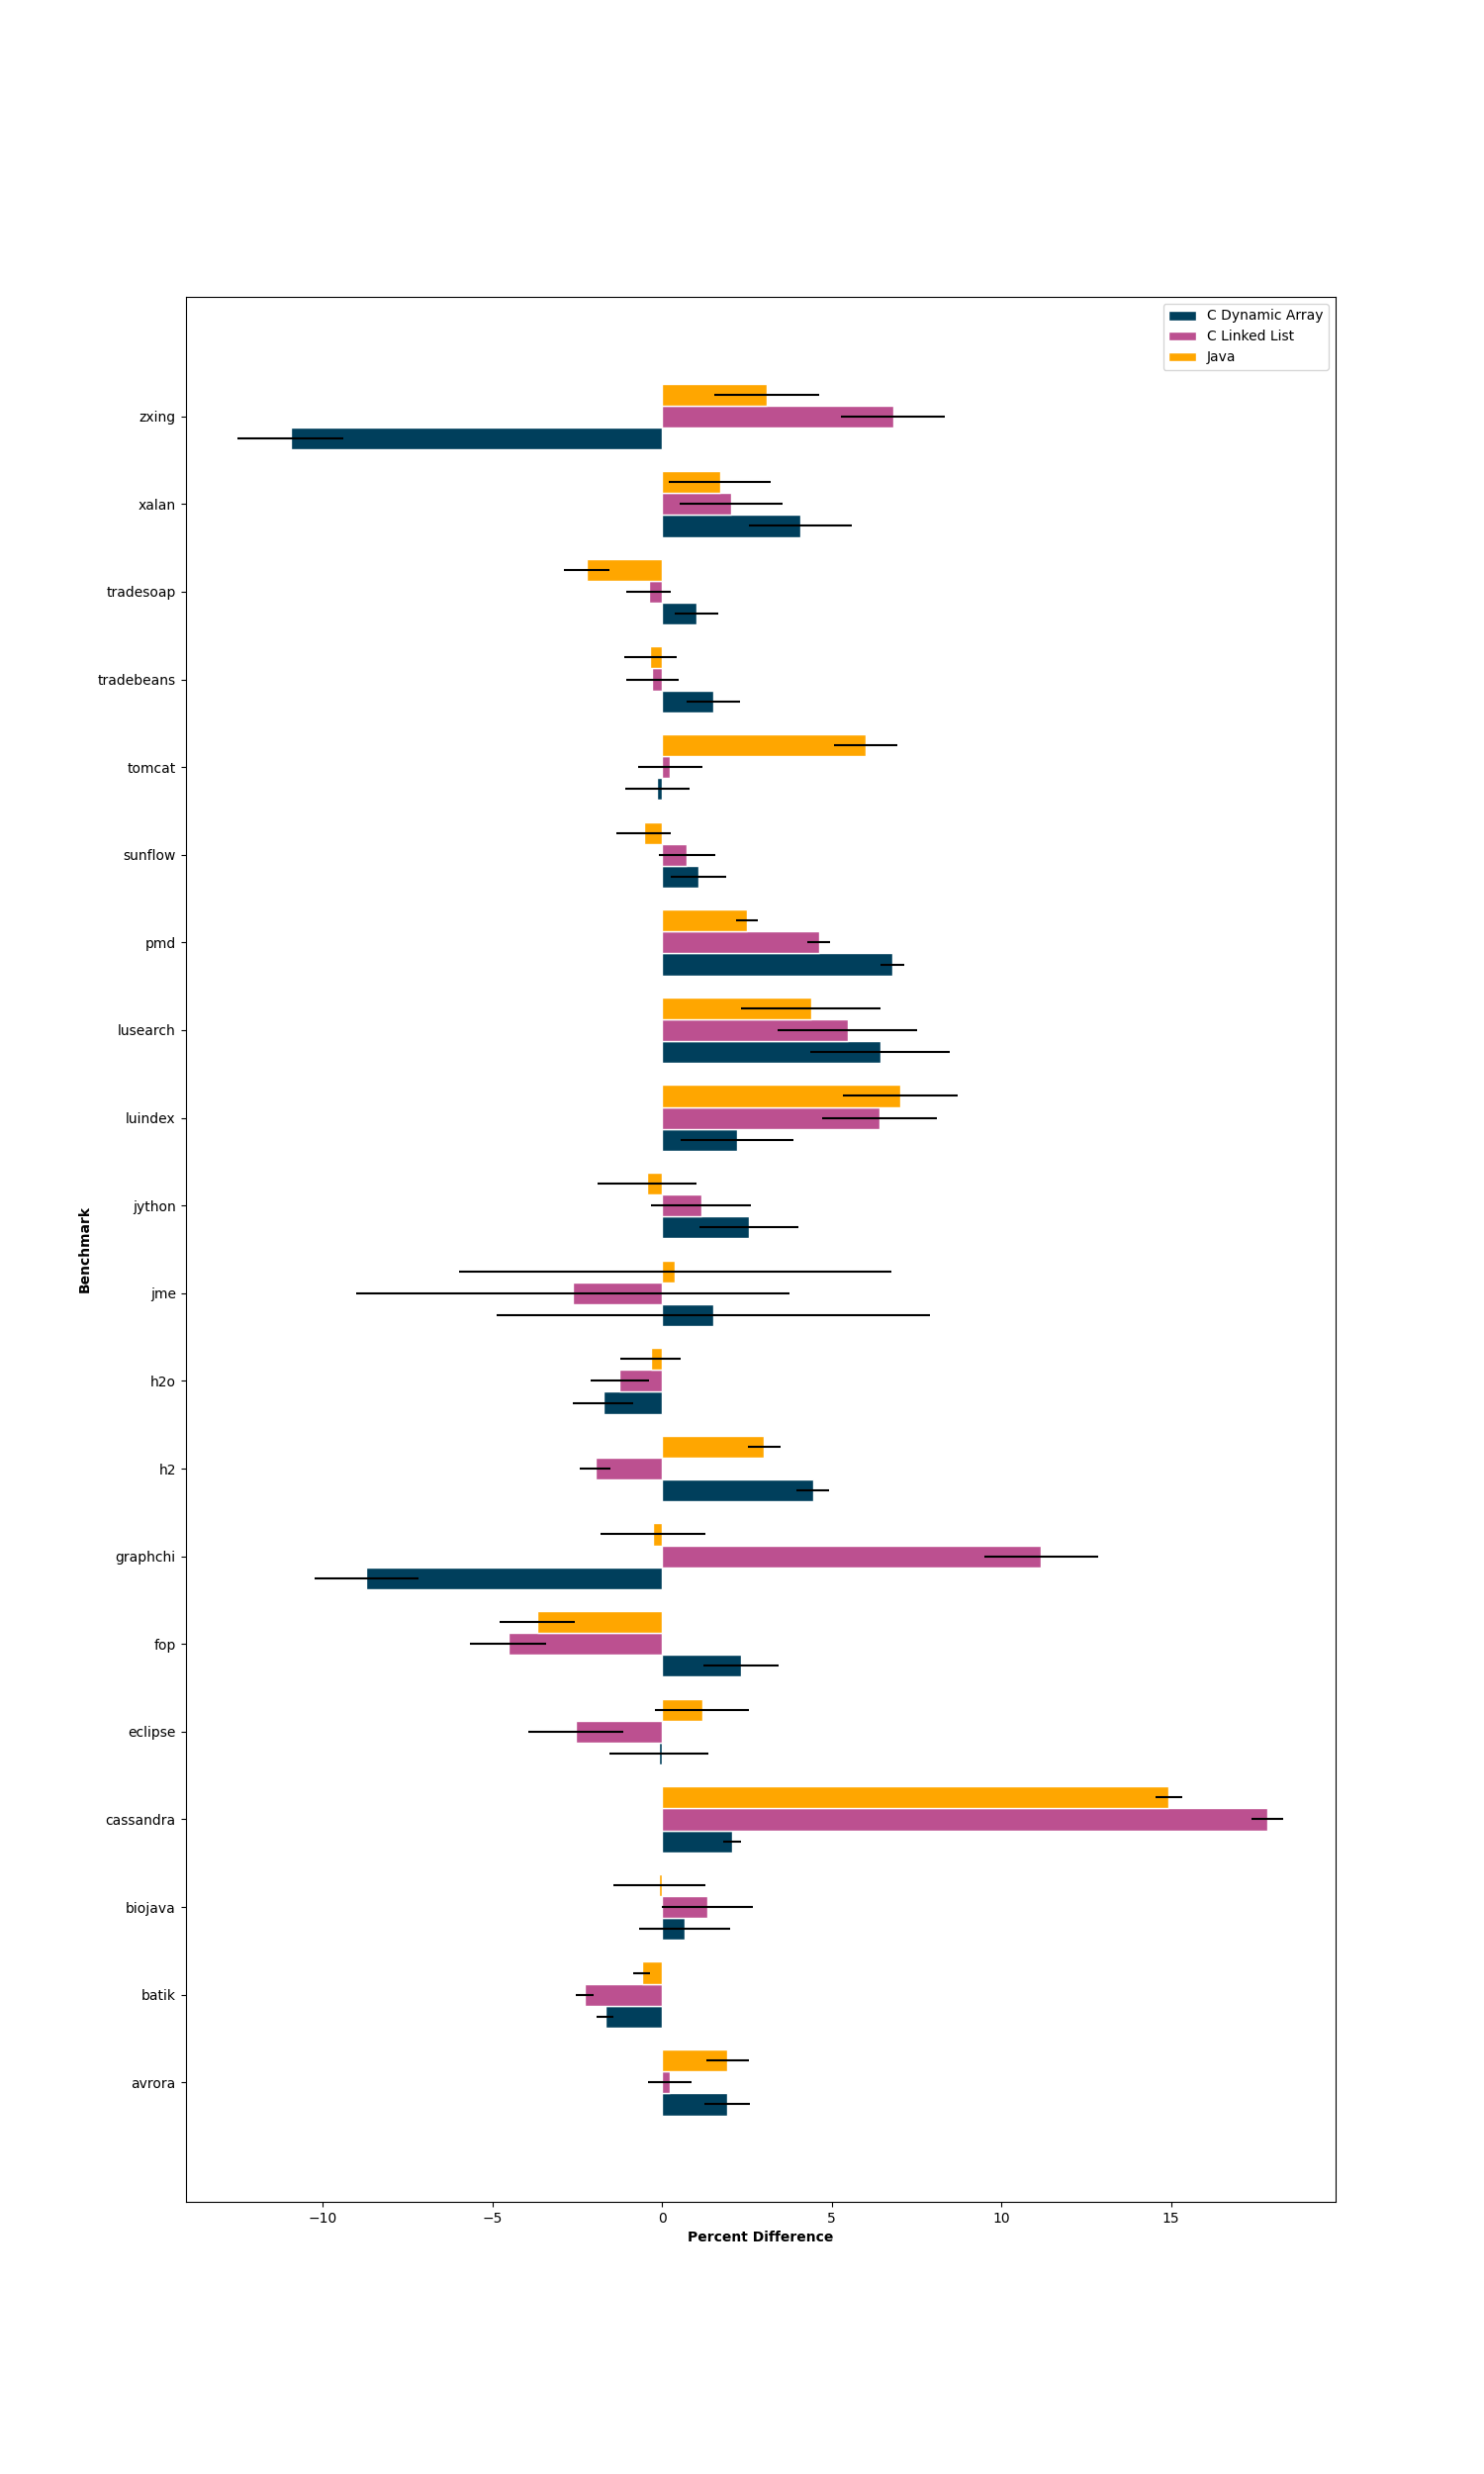 C Dynamic Array
C Linked List
Java
zxing
xalan
tradesoap
tradebeans
tomcat
sunflow
pmd
lusearch
luindex
jython
jme
h2o
h2
graphchi
fop
eclipse
cassandra
biojava
batik
avrora
Benchmark
−10 −5 0 5 10 15
Percent Difference